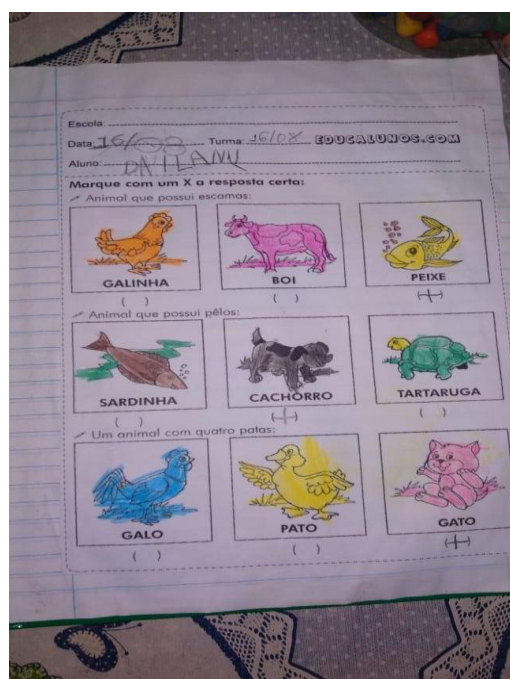 Escola:
Data: 16/08 Turma: 16/08 EDUCALUNOS.COM
Aluno:
Marque com um X a resposta certa:
Animal que possui escamas:
GALINHA BOI PEIXE
( ) ( ) (+)
Animal que possui pêlos:
SARDINHA CACHORRO TARTARUGA
( ) (+) ( )
Um animal com quatro patas:
GALO PATO GATO
( ) ( ) (+)